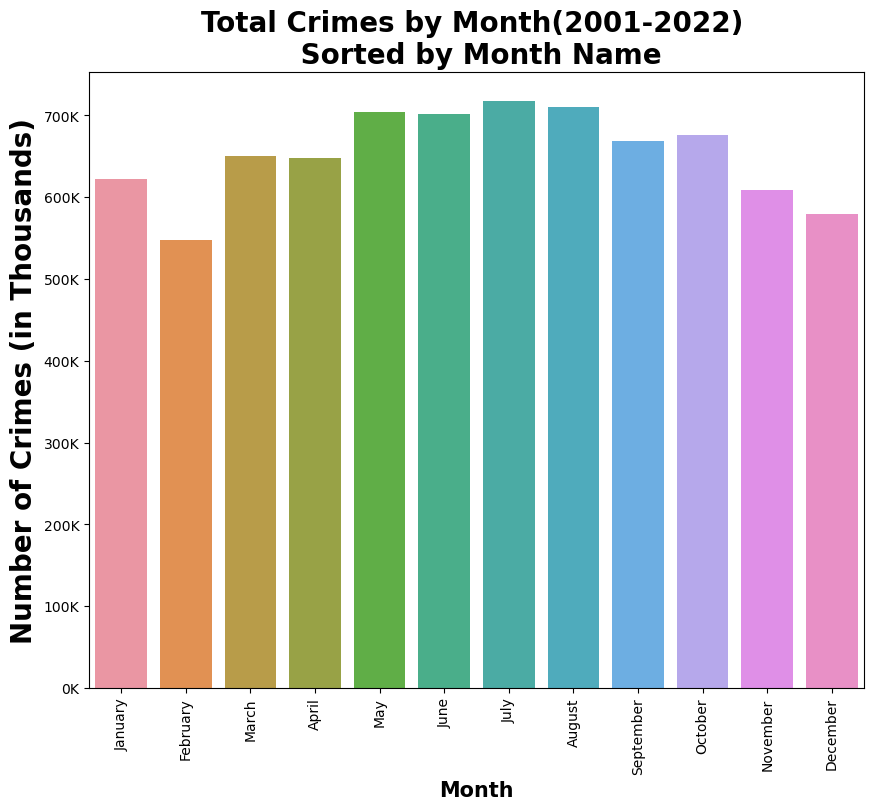 Total Crimes by Month(2001-2022)
Sorted by Month Name
Number of Crimes (in Thousands)
700K
600K
500K
400K
300K
200K
100K
0K
January
February
March
April
May
June
July
August
September
October
November
December
Month